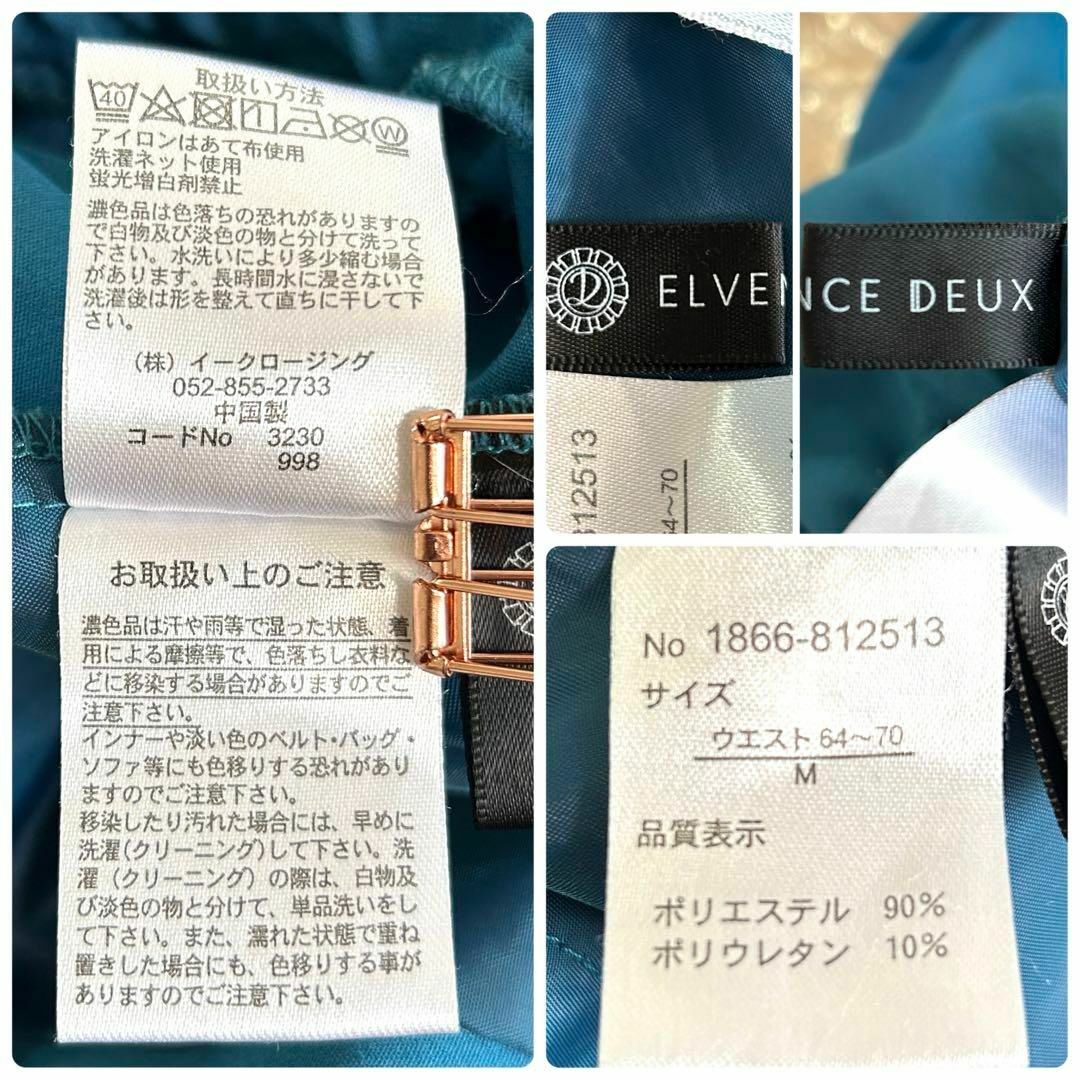 取扱い方法
40
W
アイロンはあて布使用
洗濯ネット使用
蛍光増白剤禁止
濃色品は色落ちの恐れがありますの
で白物及び淡色の物と分けて洗って
下さい。水洗いにより多少縮む場合
があります。長時間水に浸さないで
洗濯後は形を整えて直ちに干して下
さい。
(株)イークロージング
052-855-2733
中国製
コードNo 3230
998
お取扱い上のご注意
濃色品は汗や雨等で湿った状態、着
用による摩擦等で、色落ちし衣料な
どに移染する場合がありますのでご
注意下さい。
インナーや淡い色のベルト・バッグ・
ソファ等にも色移りする恐れがあり
ますのでご注意下さい。
移染したり汚れた場合には、早めに
洗濯(クリーニング)して下さい。洗
濯(クリーニング)の際は、白物及
び淡色の物と分けて、単品洗いをし
て下さい。また、濡れた状態で重ね
置きした場合にも、色移りする事が
ありますのでご注意下さい。
ELVEN
812513
64〜70
NCE DEUX
No 1866-812513
サイズ
ウエスト 64〜70
M
品質表示
ポリエステル 90%
ポリウレタン 10%